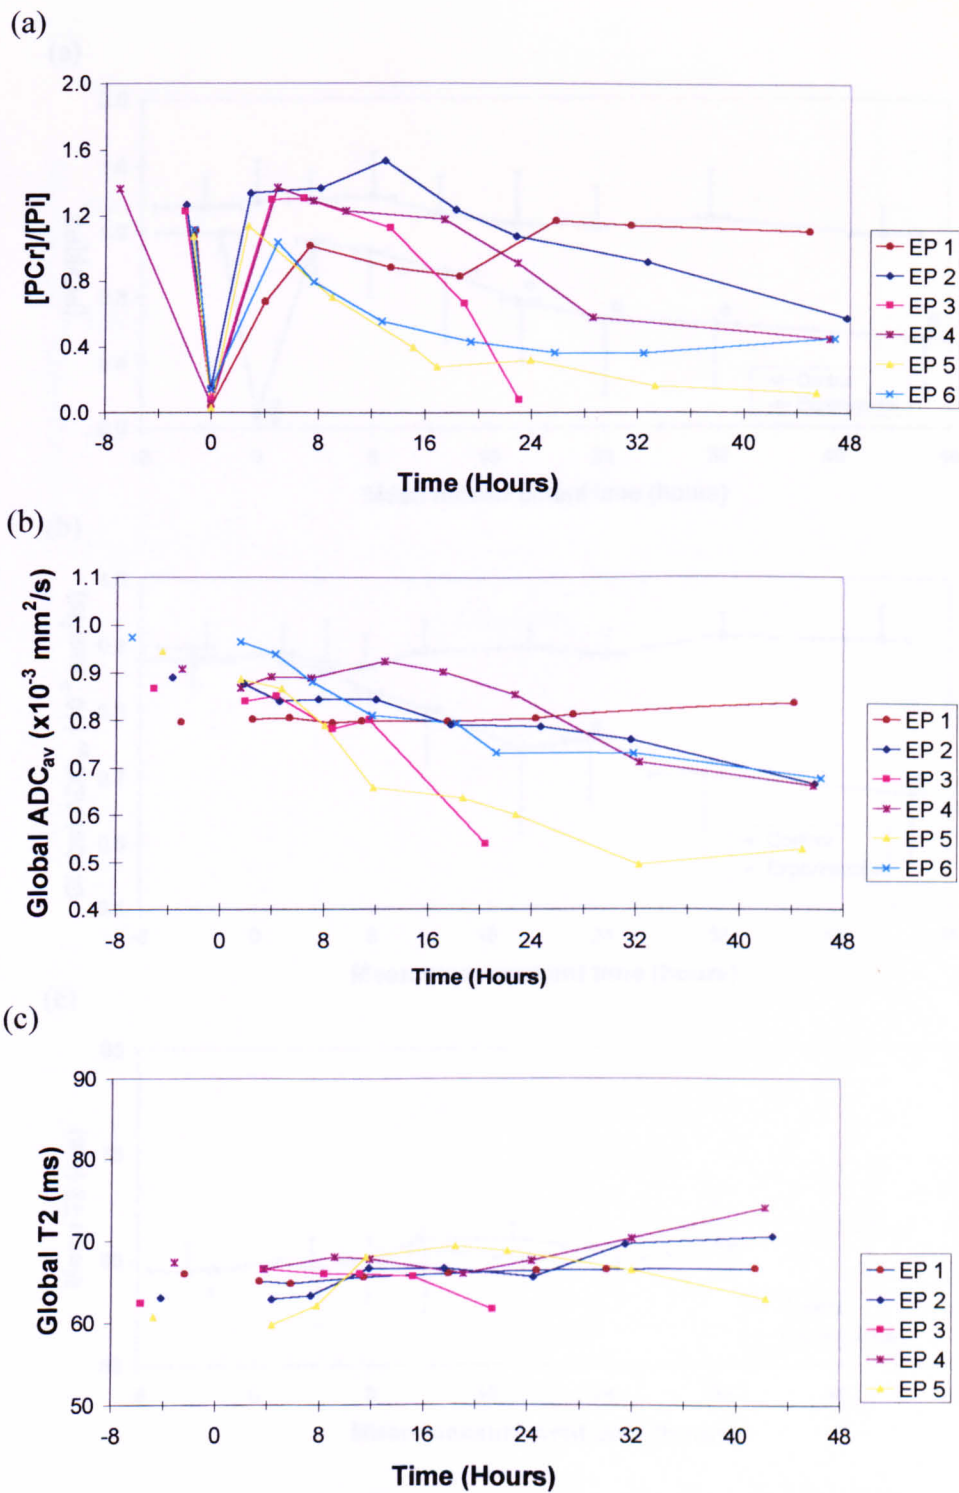 (a)
2.0
1.6
1.2
0.8
0.4
0.0
[PCr]/[Pi]
-8 0 8 16 24 32 40 48
Time (Hours)
EP 1
EP 2
EP 3
EP 4
EP 5
EP 6
(b)
1.1
1.0
0.9
0.8
0.7
0.6
0.5
0.4
Global ADCav (x10-3 mm2/s)
-8 0 8 16 24 32 40 48
Time (Hours)
EP 1
EP 2
EP 3
EP 4
EP 5
EP 6
(c)
90
80
70
60
50
Global T2 (ms)
-8 0 8 16 24 32 40 48
Time (Hours)
EP 1
EP 2
EP 3
EP 4
EP 5